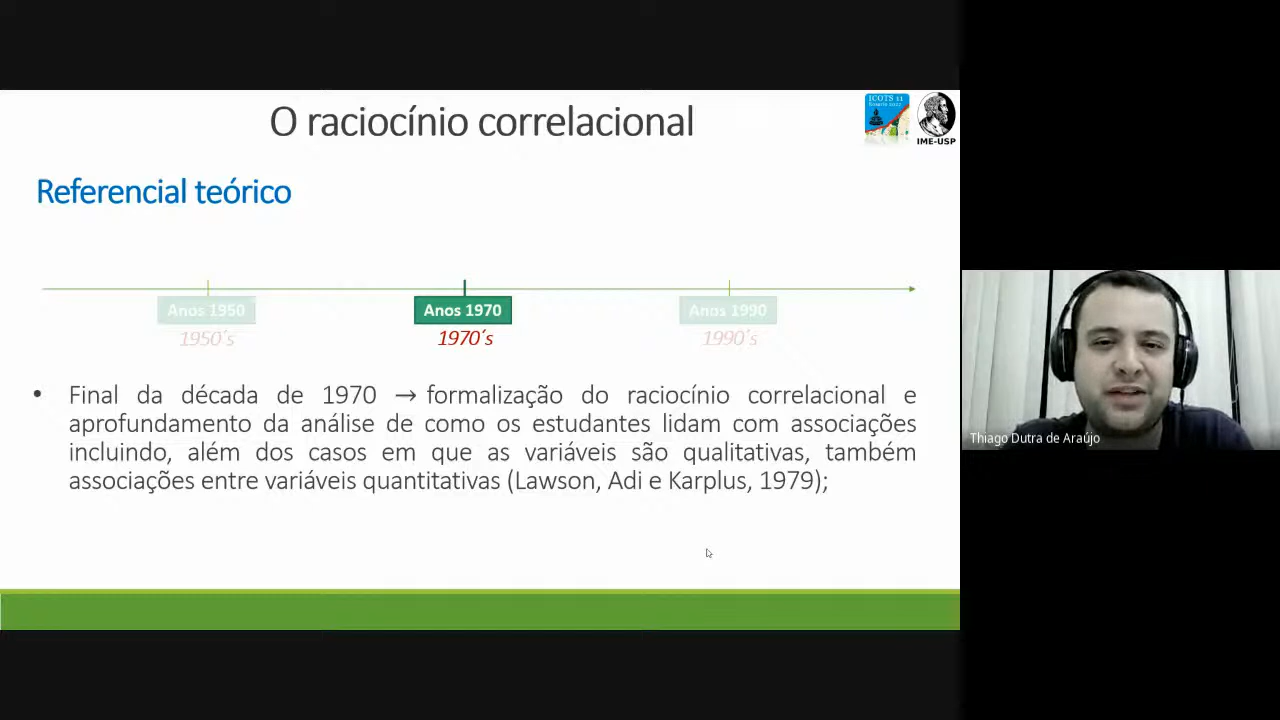 O raciocínio correlacional
ICOTS 11
IME-USP
Referencial teórico
Anos 1950
Anos 1970
Anos 1990
1950´s
1970´s
1990´s
• Final da década de 1970 → formalização do raciocínio correlacional e
aprofundamento da análise de como os estudantes lidam com associações
incluindo, além dos casos em que as variáveis são qualitativas, também
associações entre variáveis quantitativas (Lawson, Adi e Karplus, 1979);
Thiago Dutra de Araújo